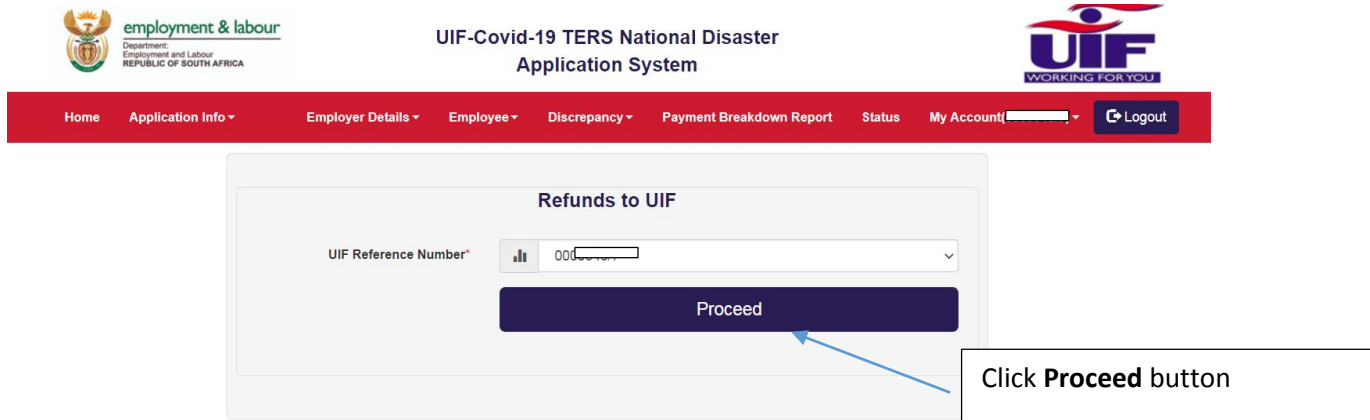 employment & labour
Department:
Employment and Labour
REPUBLIC OF SOUTH AFRICA
UIF-Covid-19 TERS National Disaster
Application System
UIF
WORKING FOR YOU
Home Application Info Employer Details Employee Discrepancy Payment Breakdown Report Status My Account( Logout
Refunds to UIF
UIF Reference Number*
000
Proceed
Click Proceed button